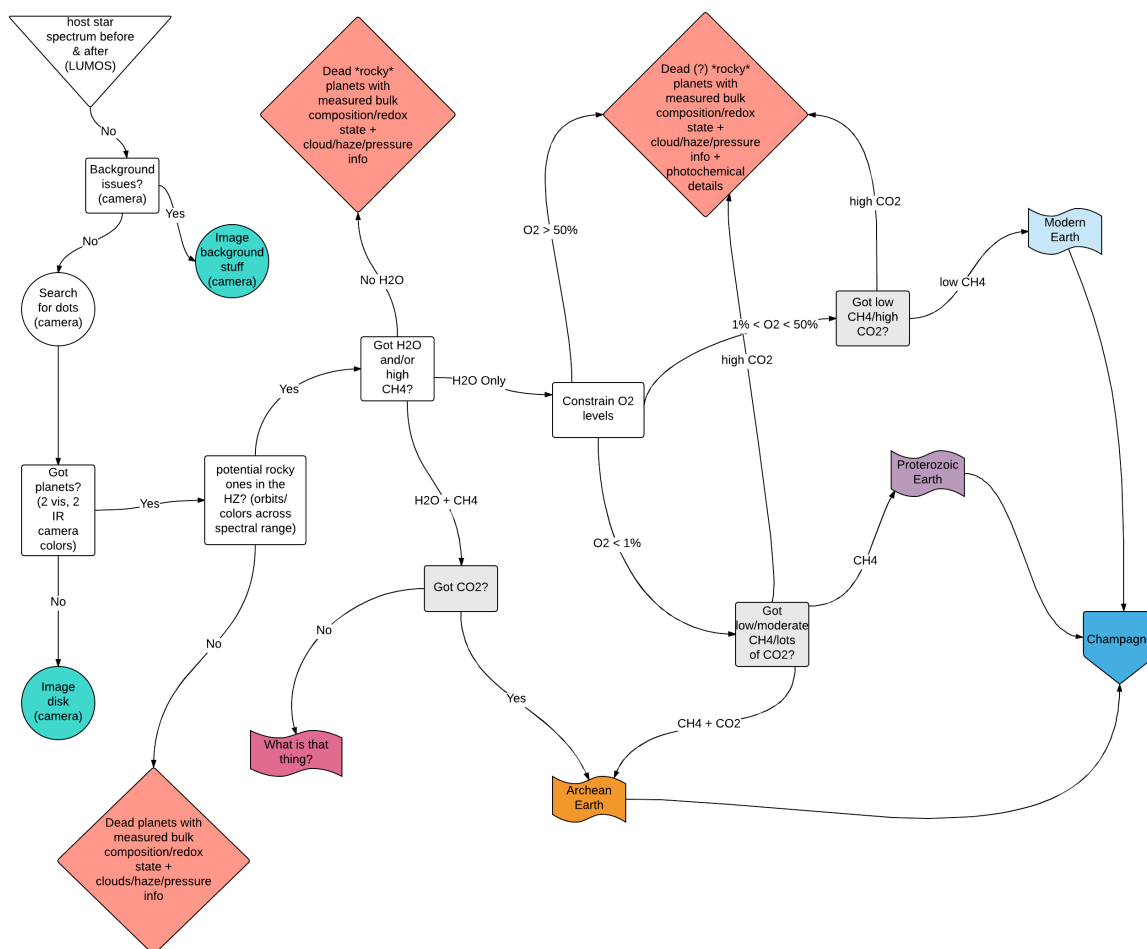 host star
spectrum before
& after
(LUMOS)
No
Background
issues?
(camera)
Yes
No
Image
background
stuff
(camera)
Search
for dots
(camera)
Got
planets?
(2 vis, 2
IR
camera
colors)
Yes
No
Image
disk
(camera)
potential rocky
ones in the
HZ? (orbits/
colors across
spectral range)
Yes
No
Dead planets with
measured bulk
composition/redox
state +
clouds/haze/pressure
info
Dead *rocky*
planets with
measured bulk
composition/redox
state +
cloud/haze/pressure
info
No H2O
Got H2O
and/or
high
CH4?
H2O Only
H2O + CH4
Got CO2?
No
Yes
What is that
thing?
Archean
Earth
Constrain O2
levels
O2 > 50%
1% < O2 < 50%
O2 < 1%
Dead (?) *rocky*
planets with
measured bulk
composition/redox
state +
cloud/haze/pressure
info +
photochemical
details
high CO2
high CO2
Got low
CH4/high
CO2?
low CH4
Modern
Earth
Got
low/moderate
CH4/lots
of CO2?
CH4
CH4 + CO2
Proterozoic
Earth
Champagn